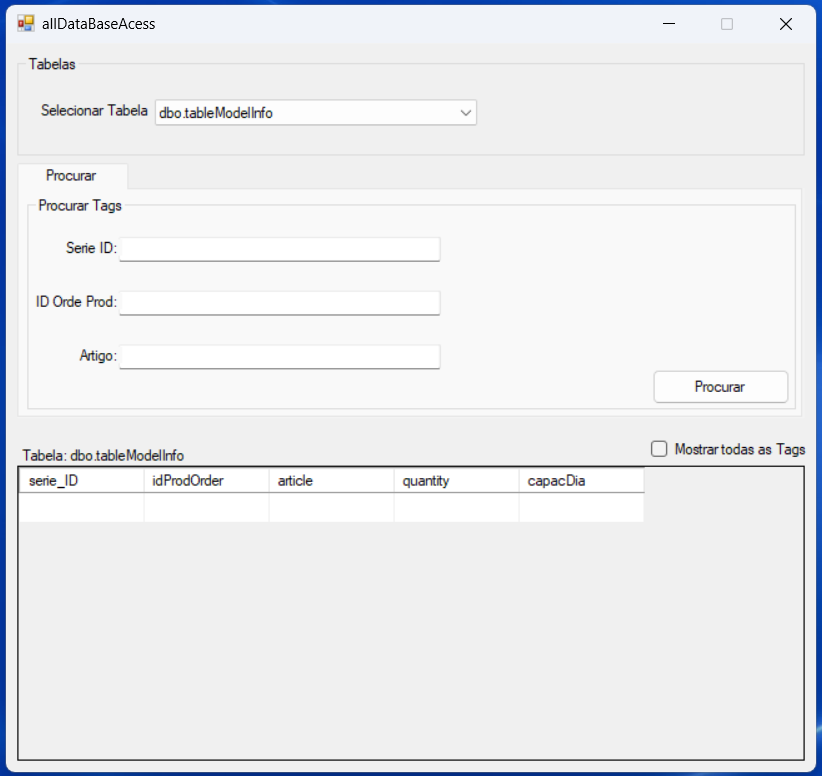 allDataBaseAcess
Tabelas
Selecionar Tabela dbo.tableModelInfo
Procurar
Procurar Tags
Serie ID:
ID Orde Prod:
Artigo:
Procurar
Mostrar todas as Tags
Tabela: dbo.tableModelInfo
serie_ID idProdOrder article quantity capacDia